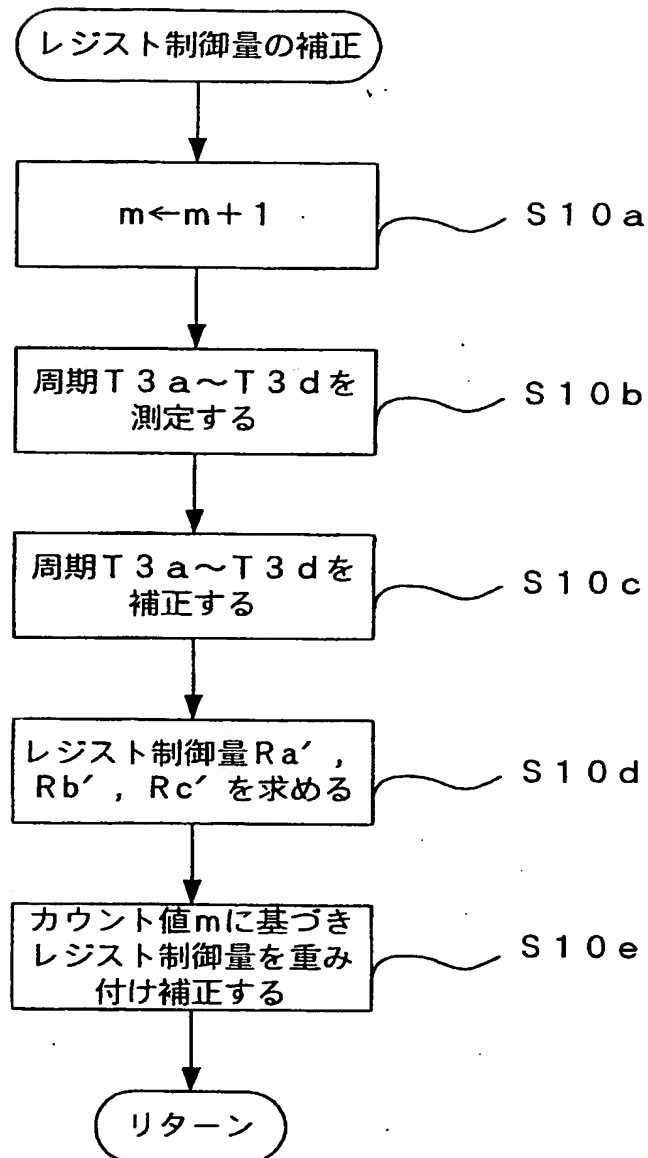 レジスト制御量の補正
m←m+1
S10a
周期T3a~T3dを
測定する
S10b
周期T3a~T3dを
補正する
S10c
レジスト制御量Ra′,
Rb′, Rc′を求める
S10d
カウント値mに基づき
レジスト制御量を重み
付け補正する
S10e
リターン